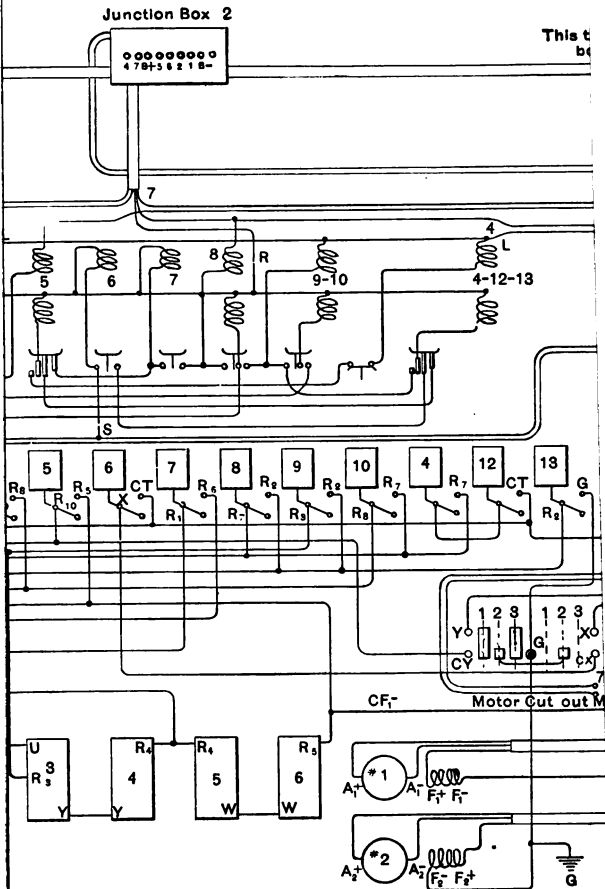 Junction Box 2
This t
be
4 7 8 + 5 6 2 1 B -
7
4
L
8 R
5 6 7 9-10 4-12-13
S
5 6 7 8 9 10 4 12 13
R8 R5 CT R6 R2 R2 R7 R7 CT G
R10 X R1 R7 R3 R8 R2
1 2 3 1 2 3
Y G X
CY CX
7
CF1- Motor Cut out M
U R4 R4 R5
3 4 5 6
R3
Y Y W W
#1
A1+ A1- F1+ F1-
#2
A2+ A2- F2- F2+
G